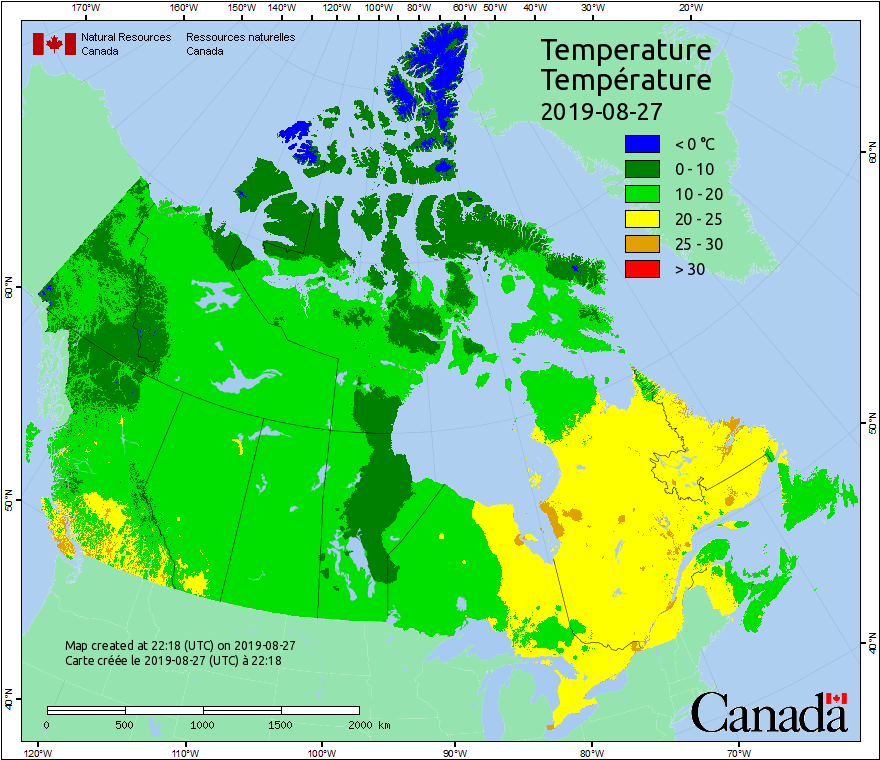 170°W 160°W 150°W 140°W 130°W 120°W 110°W 100°W 80°W 60°W 50°W 40°W 30°W 20°W
Natural Resources Ressources naturelles
Canada Canada
Temperature
Température
2019-08-27
< 0 °C
0 - 10
10 - 20
20 - 25
25 - 30
> 30
60°N
50°N
40°N
60°N
50°N
40°N
Map created at 22:18 (UTC) on 2019-08-27
Carte créée le 2019-08-27 (UTC) à 22:18
0 500 1000 1500 2000 km
Canada
120°W 110°W 100°W 90°W 80°W 70°W